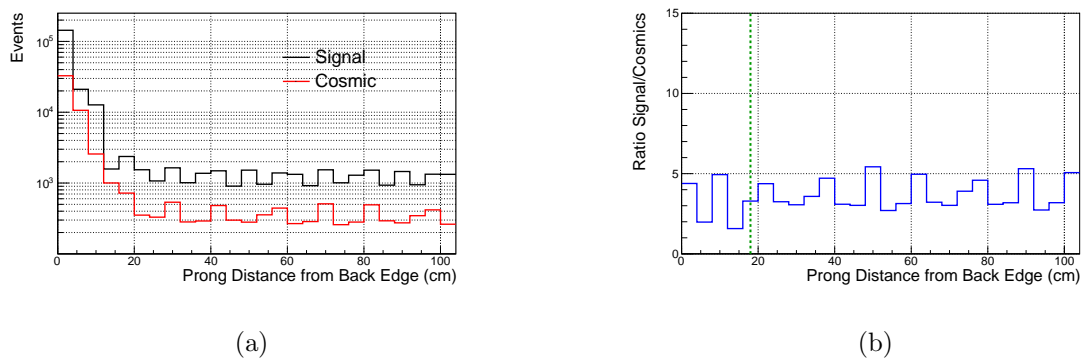 Events
10^5
10^4
10^3
Signal
Cosmic
0 20 40 60 80 100
Prong Distance from Back Edge (cm)
(a)
Ratio Signal/Cosmics
15
10
5
0
0 20 40 60 80 100
Prong Distance from Back Edge (cm)
(b)